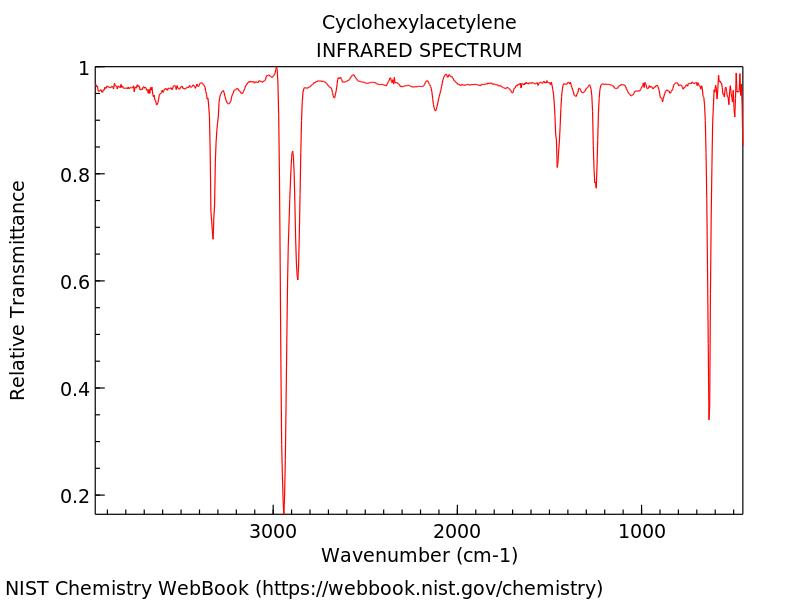 Cyclohexylacetylene
INFRARED SPECTRUM
1
0.8
0.6
0.4
0.2
Relative Transmittance
3000 2000 1000
Wavenumber (cm-1)
NIST Chemistry WebBook (https://webbook.nist.gov/chemistry)